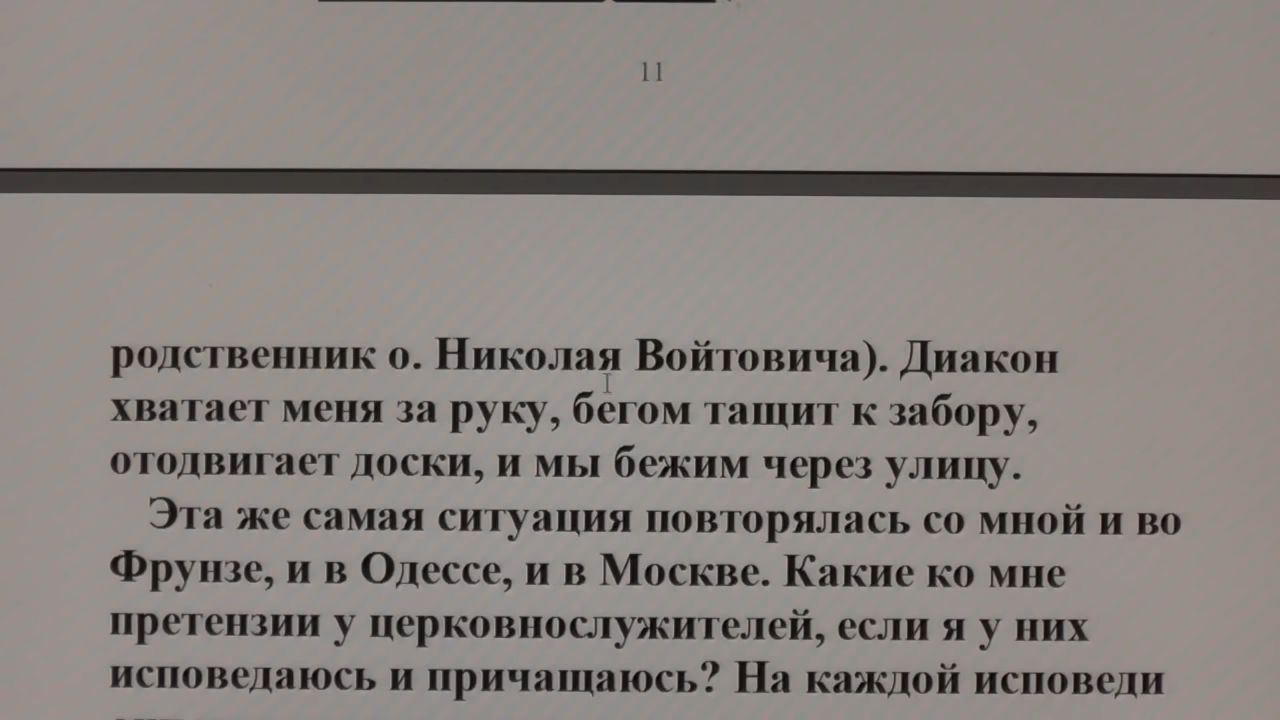 11
родственник о. Николая Войтовича). Диакон
хватает меня за руку, бегом тащит к забору,
отодвигает доски, и мы бежим через улицу.
Эта же самая ситуация повторялась со мной и во
Фрунзе, и в Одессе, и в Москве. Какие ко мне
претензии у церковнослужителей, если я у них
исповедаюсь и причащаюсь? На каждой исповеди